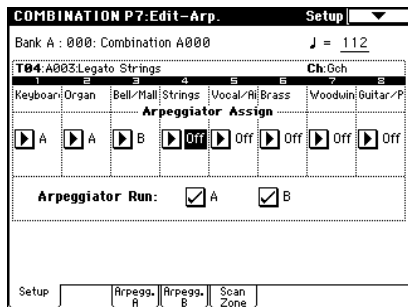 COMBINATION P7:Edit-Arp. Setup
Bank A : 000: Combination A000 ♩ = 112
T04:A003:Legato Strings Ch:Gch
1 2 3 4 5 6 7 8
Keyboar Organ Bell/Mall Strings Vocal/Ai Brass Woodwin Guitar/P
Arpeggiator Assign
A A B Off Off Off Off Off
Arpeggiator Run: A B
Setup Arpegg. A Arpegg. B Scan Zone